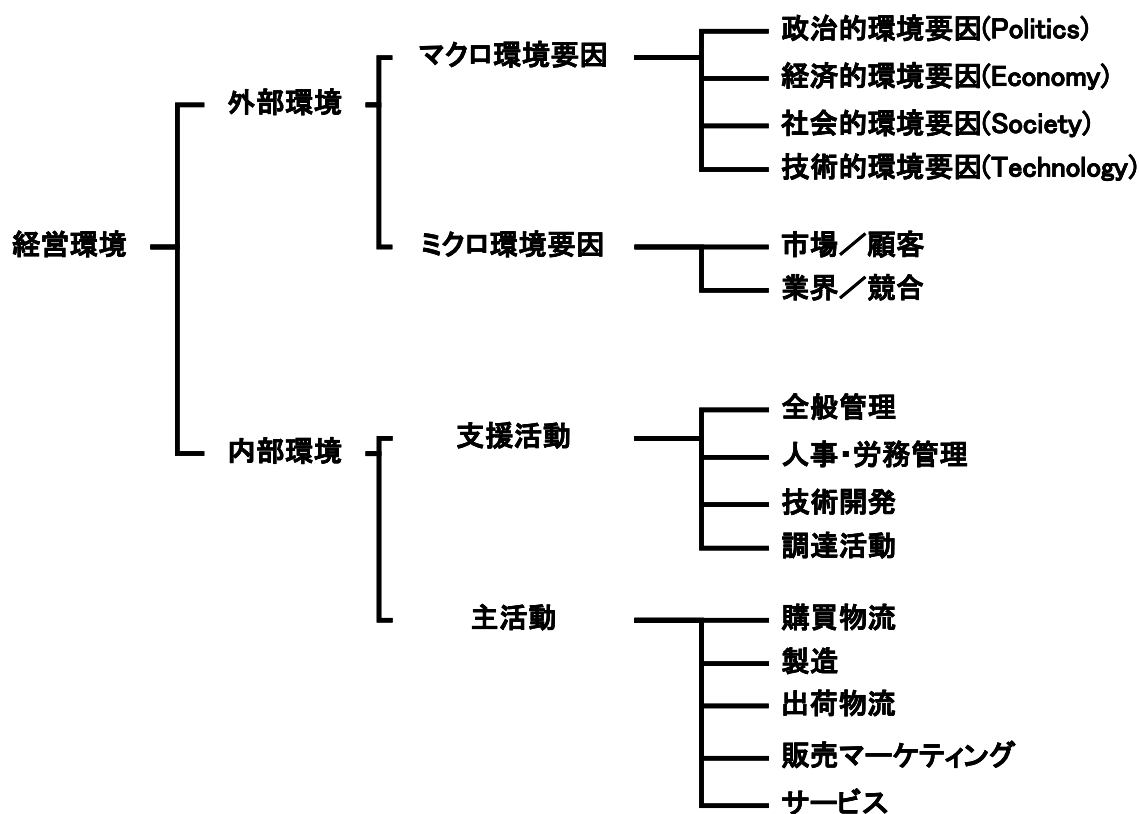 経営環境
外部環境
マクロ環境要因
政治的環境要因(Politics)
経済的環境要因(Economy)
社会的環境要因(Society)
技術的環境要因(Technology)
ミクロ環境要因
市場／顧客
業界／競合
内部環境
支援活動
全般管理
人事・労務管理
技術開発
調達活動
主活動
購買物流
製造
出荷物流
販売マーケティング
サービス